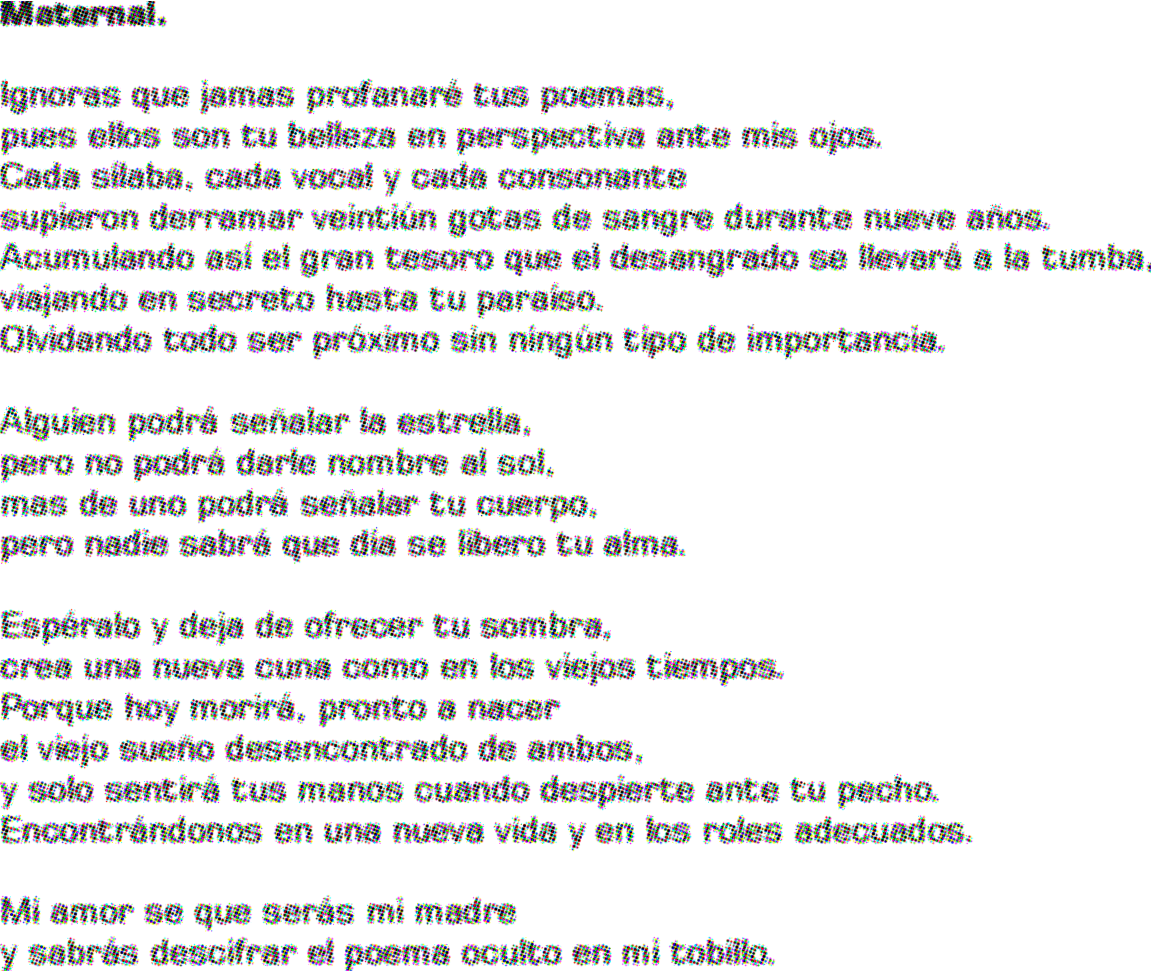 Maternal.
Ignoras que jamas profanaré tus poemas,
pues ellos son tu belleza en perspectiva ante mis ojos.
Cada sílaba, cada vocal y cada consonante
supieron derramar veintiún gotas de sangre durante nueve años.
Acumulando así el gran tesoro que el desangrado se llevará a la tumba,
viajando en secreto hasta tu paraíso.
Olvidando todo ser próximo sin ningún tipo de importancia.
Alguien podrá señalar la estrella,
pero no podrá darle nombre al sol,
mas de uno podrá señalar tu cuerpo,
pero nadie sabrá que día se libero tu alma.
Espéralo y deja de ofrecer tu sombra,
crea una nueva cuna como en los viejos tiempos.
Porque hoy morirá, pronto a nacer
el viejo sueño desencontrado de ambos,
y solo sentirá tus manos cuando despierte ante tu pecho.
Encontrándonos en una nueva vida y en los roles adecuados.
Mi amor se que serás mi madre
y sabrás descifrar el poema oculto en mi tobillo.